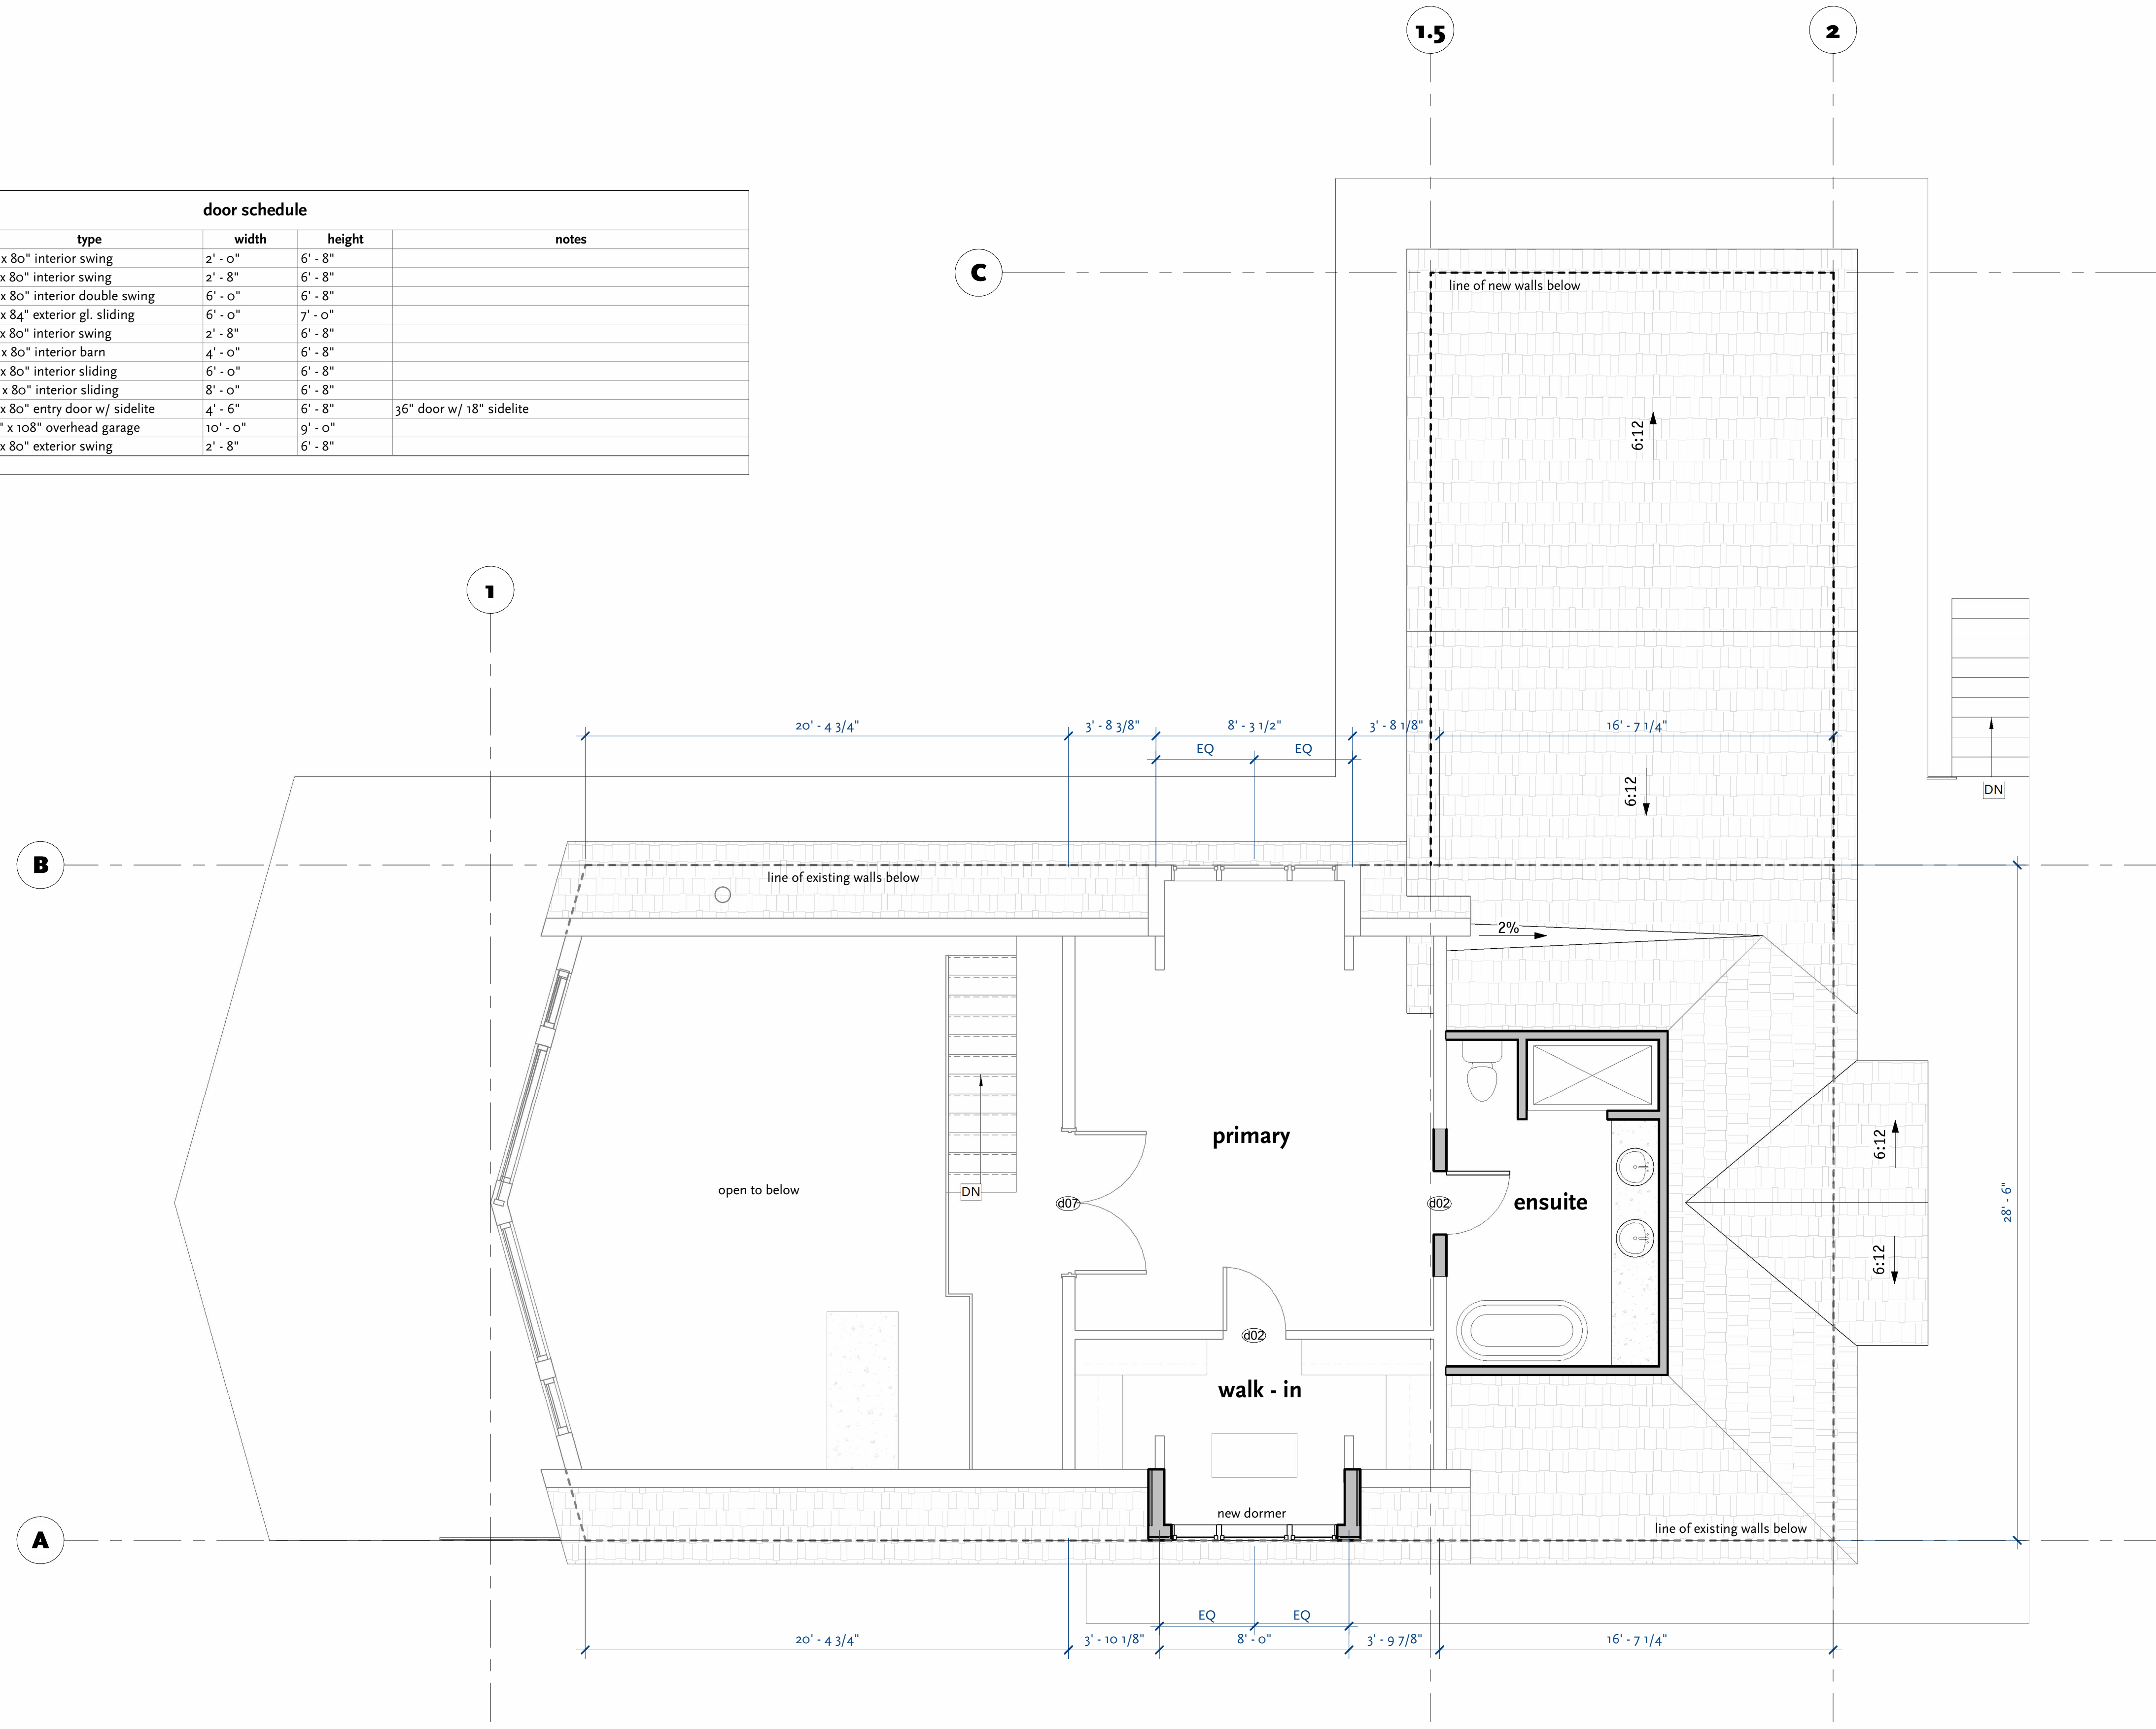 1.5
2
door schedule
type width height notes
x 80" interior swing 2' - 0" 6' - 8"
x 80" interior swing 2' - 8" 6' - 8"
x 80" interior double swing 6' - 0" 6' - 8"
x 84" exterior gl. sliding 6' - 0" 7' - 0"
x 80" interior swing 2' - 8" 6' - 8"
x 80" interior barn 4' - 0" 6' - 8"
x 80" interior sliding 6' - 0" 6' - 8"
x 80" interior sliding 8' - 0" 6' - 8"
x 80" entry door w/ sidelite 4' - 6" 6' - 8" 36" door w/ 18" sidelite
" x 108" overhead garage 10' - 0" 9' - 0"
x 80" exterior swing 2' - 8" 6' - 8"
C
line of new walls below
6:12
1
20' - 4 3/4" 3' - 8 3/8" 8' - 3 1/2" 3' - 8 1/8" 16' - 7 1/4"
EQ EQ
6:12
DN
B
line of existing walls below
2%
primary
6:12
open to below
DN
d07
d02
ensuite
28' - 6"
6:12
d02
walk - in
new dormer
line of existing walls below
A
EQ EQ
20' - 4 3/4" 3' - 10 1/8" 8' - 0" 3' - 9 7/8" 16' - 7 1/4"